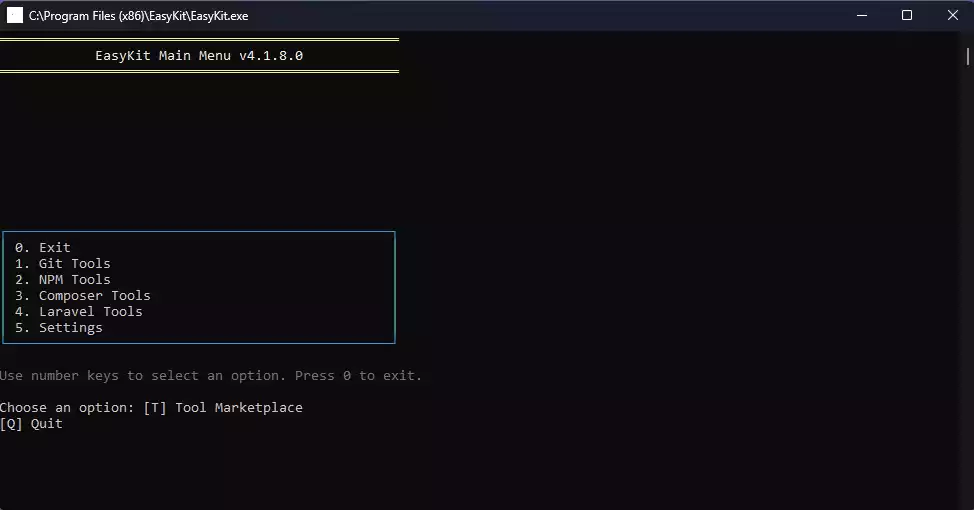 C:\Program Files (x86)\EasyKit\EasyKit.exe
EasyKit Main Menu v4.1.8.0
0. Exit
1. Git Tools
2. NPM Tools
3. Composer Tools
4. Laravel Tools
5. Settings
Use number keys to select an option. Press 0 to exit.
Choose an option: [T] Tool Marketplace
[Q] Quit